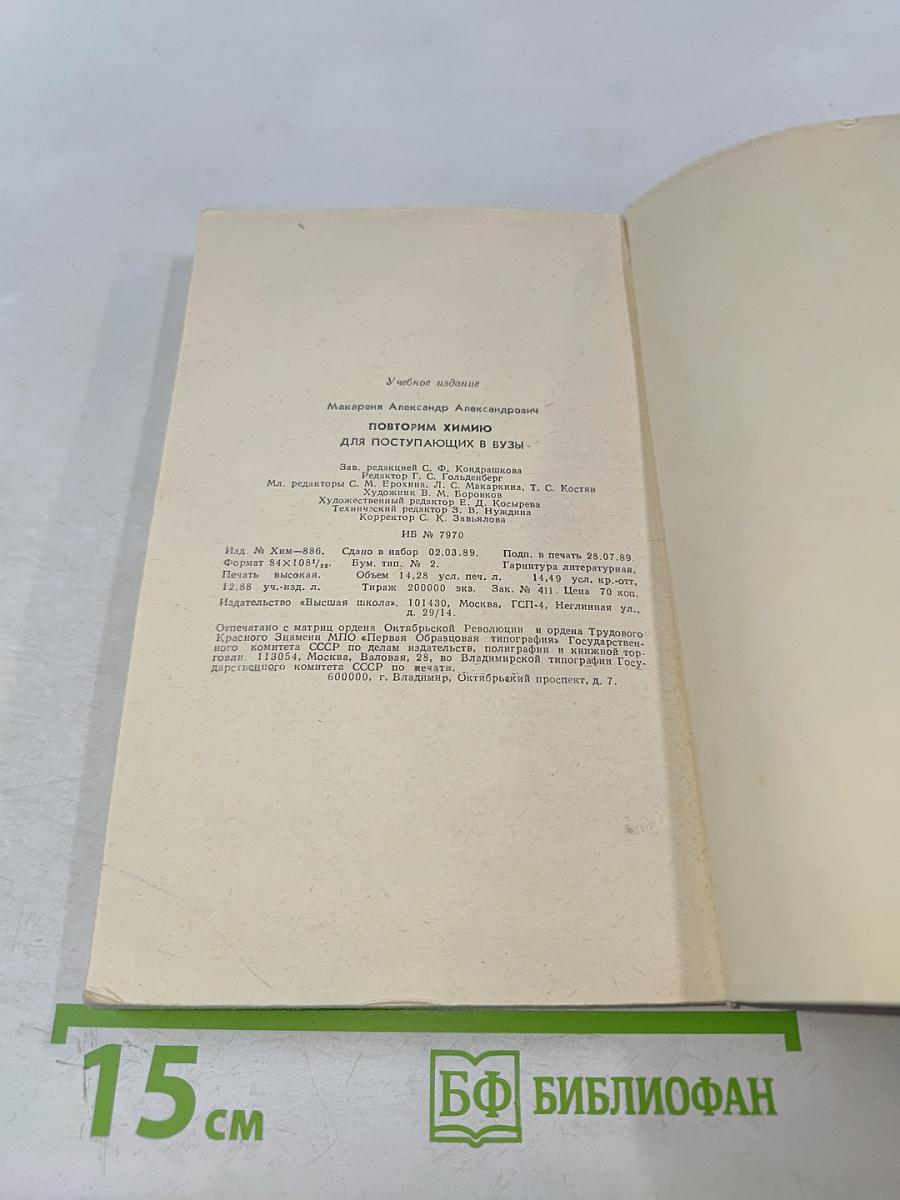 Учебное издание
Макареня Александр Александрович
ПОВТОРИМ ХИМИЮ
ДЛЯ ПОСТУПАЮЩИХ В ВУЗЫ
Зав. редакцией С. Ф. Кондрашкова
Редактор Г. С. Гольденберг
Мл. редакторы С. М. Ерохина, Л. С. Макаркина, Т. С. Костян
Художник В. М. Боровков
Художественный редактор Е. Д. Косырева
Технический редактор З. В. Нуждина
Корректор С. К. Завьялова
ИБ № 7970
Изд. № Хим—886. Сдано в набор 02.03.89. Подп. в печать 28.07.89.
Формат 84×108¹/₃₂. Бум. тип. № 2. Гарнитура литературная.
Печать высокая. Объем 14,28 усл. печ. л. 14,49 усл. кр.-отт.
12,88 уч.-изд. л. Тираж 200000 экз. Зак. № 411. Цена 70 коп.
Издательство «Высшая школа», 101430, Москва, ГСП-4, Неглинная ул.,
д. 29/14.
Отпечатано с матриц ордена Октябрьской Революции и ордена Трудового
Красного Знамени МПО «Первая Образцовая типография» Государствен-
ного комитета СССР по делам издательств, полиграфии и книжной тор-
говли. 113054, Москва, Валовая, 28, во Владимирской типографии Госу-
дарственного комитета СССР по печати.
600000, г. Владимир, Октябрьский проспект, д. 7.
15 см
БФ БИБЛИОФАН